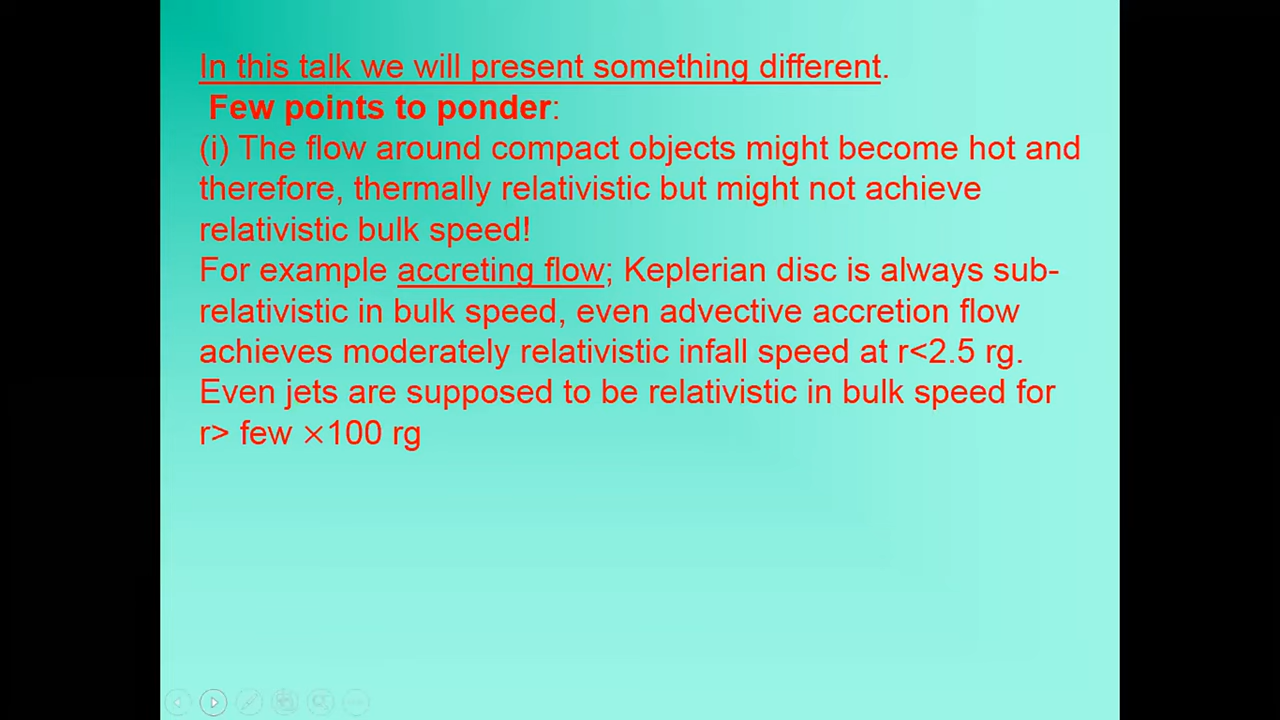 In this talk we will present something different.
Few points to ponder:
(i) The flow around compact objects might become hot and
therefore, thermally relativistic but might not achieve
relativistic bulk speed!
For example accreting flow; Keplerian disc is always sub-
relativistic in bulk speed, even advective accretion flow
achieves moderately relativistic infall speed at r<2.5 rg.
Even jets are supposed to be relativistic in bulk speed for
r> few ×100 rg